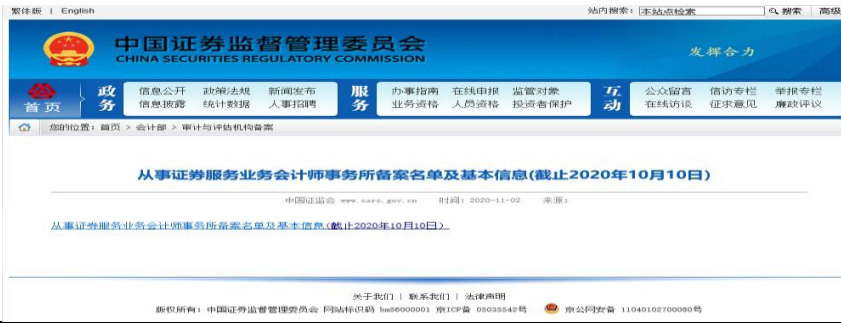 繁体版 | English 站内搜索: 本站点检索 搜索 高级
中国证券监督管理委员会
CHINA SECURITIES REGULATORY COMMISSION
发挥合力
首页
政务 信息公开 政策法规 新闻发布 服务 办事指南 在线申报 监管对象 互动 公众留言 信访专栏 举报专栏
信息披露 统计数据 人事招聘 业务资格 人员资格 投资者保护 在线访谈 征求意见 廉政评议
您的位置: 首页 > 会计部 > 审计与评估机构备案
从事证券服务业务会计师事务所备案名单及基本信息(截止2020年10月10日)
中国证监会 www.csrc.gov.cn 时间: 2020-11-02 来源:
从事证券服务业务会计师事务所备案名单及基本信息(截止2020年10月10日)
关于我们 | 联系我们 | 法律声明
版权所有: 中国证券监督管理委员会 网站标识码 bm56000001 京ICP备 05035542号 京公网安备 11040102700080号